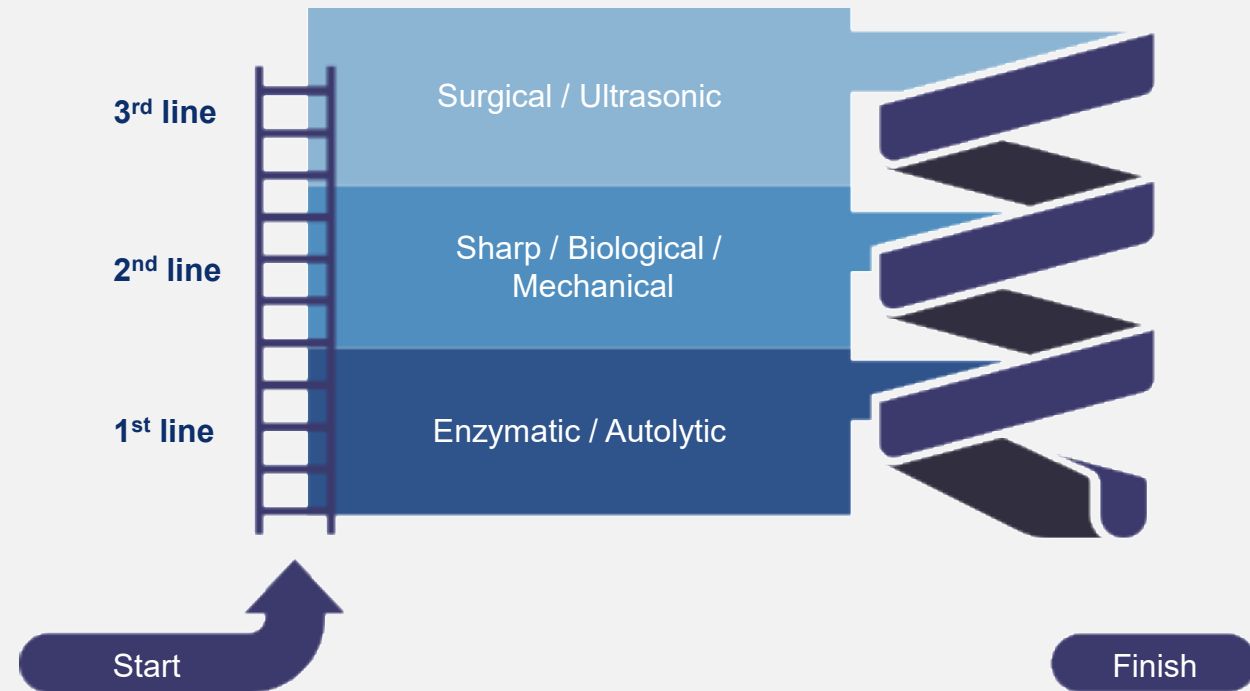 3rd line
Surgical / Ultrasonic
2nd line
Sharp / Biological /
Mechanical
1st line
Enzymatic / Autolytic
Start
Finish